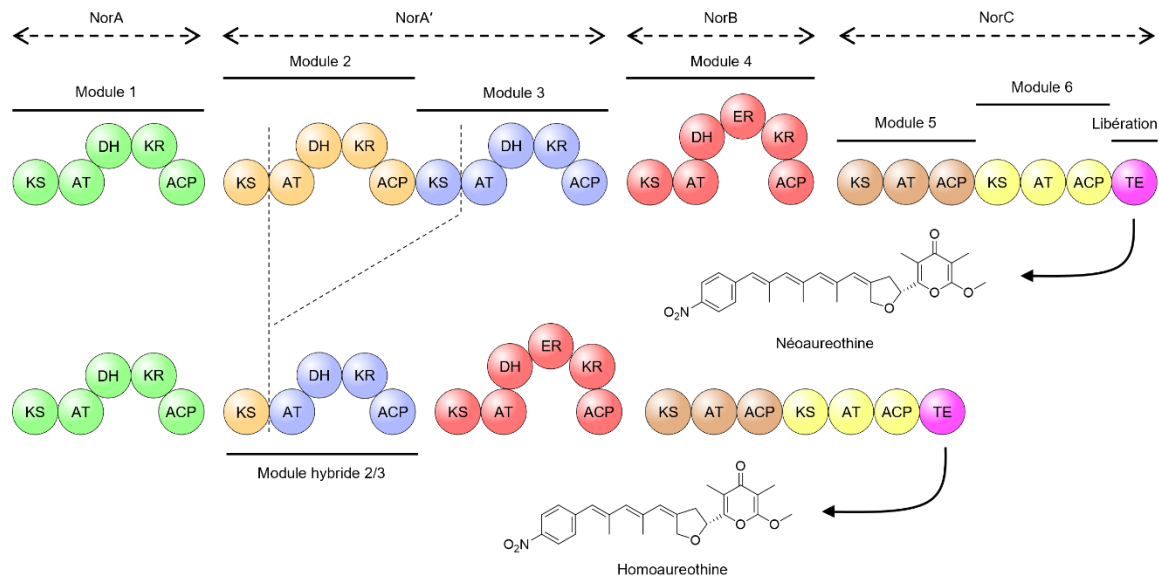 NorA NorA′ NorB NorC
Module 2 Module 4
Module 1 Module 3 Module 6
Module 5 Libération
ER
DH KR DH KR DH KR DH KR
KS AT ACP KS AT ACP KS AT ACP KS AT ACP KS AT ACP KS AT ACP TE
O
O₂N O O O
Néoaureothine
ER
DH KR DH KR DH KR
KS AT ACP KS AT ACP KS AT ACP KS AT ACP KS AT ACP TE
Module hybride 2/3
O
O₂N O O O
Homoaureothine